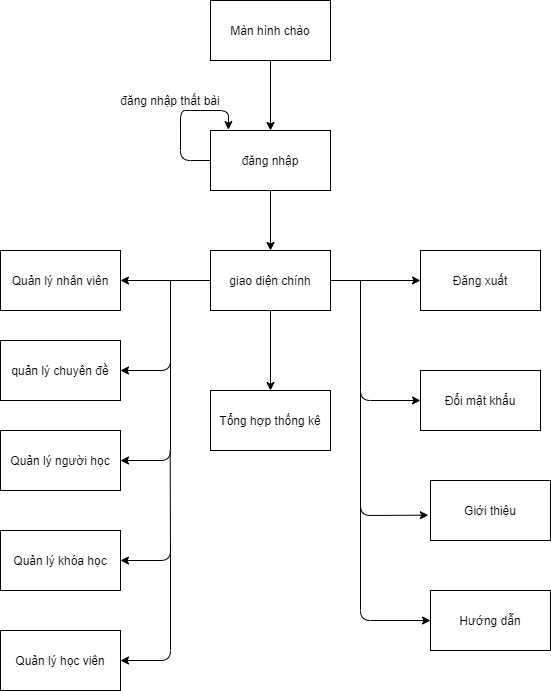 Màn hình chảo
đăng nhập thất bài
đăng nhập
Quản lý nhân viên
giao diện chính
Đăng xuất
quản lý chuyên đề
Đổi mật khẩu
Tổng hợp thống kê
Quản lý người học
Giới thiệu
Quản lý khóa học
Hướng dẫn
Quản lý học viên